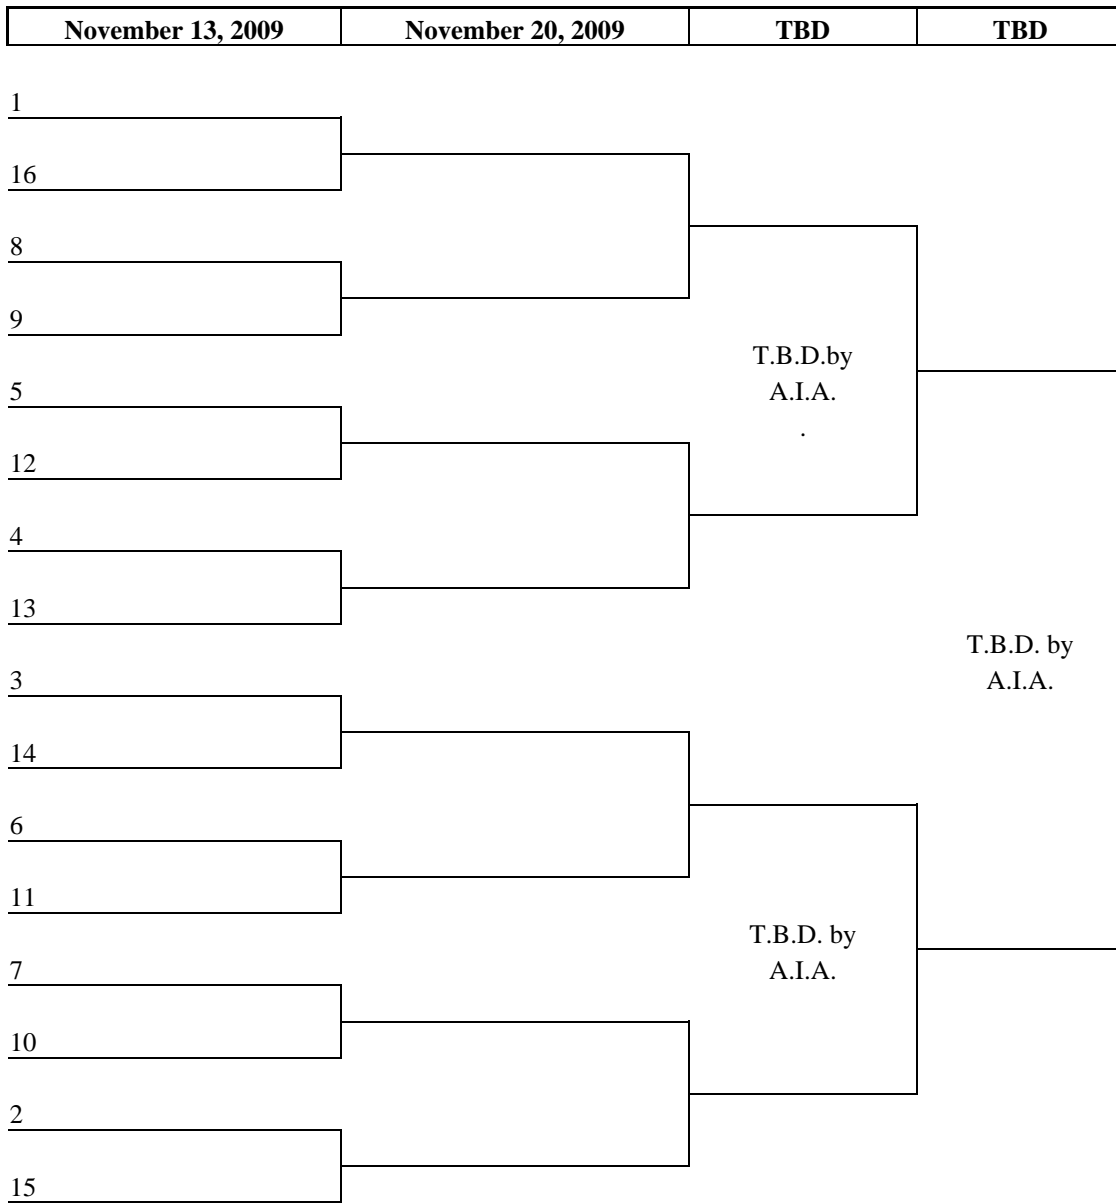 November 13, 2009 November 20, 2009 TBD TBD
1
16
8
9
T.B.D.by
A.I.A.
.
5
12
4
13
T.B.D. by
A.I.A.
3
14
6
11
T.B.D. by
A.I.A.
7
10
2
15